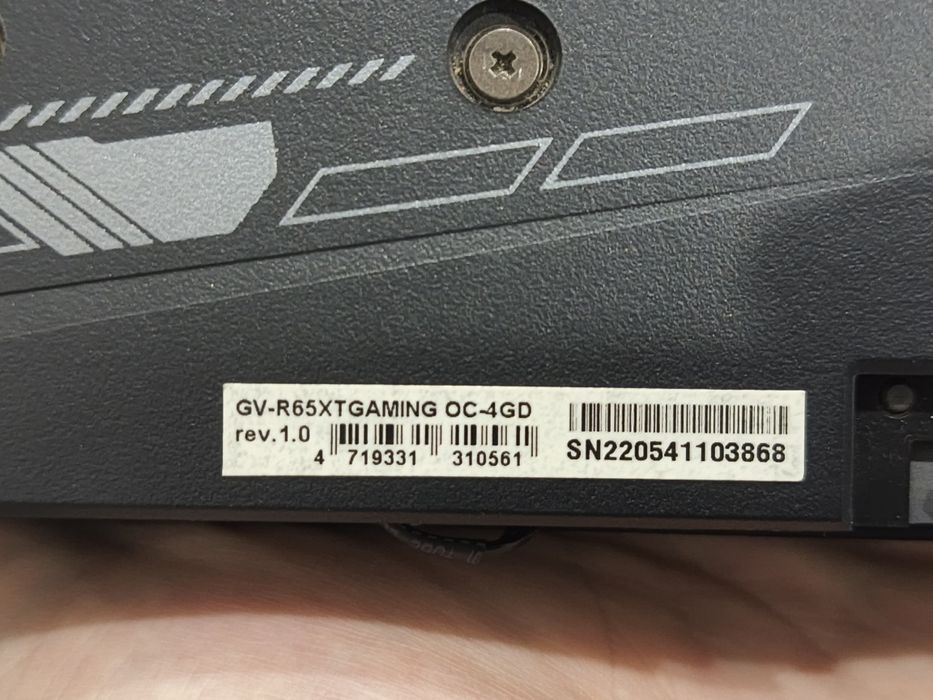 GV-R65XTGAMING OC-4GD
rev.1.0
4 719331 310561
SN220541103868